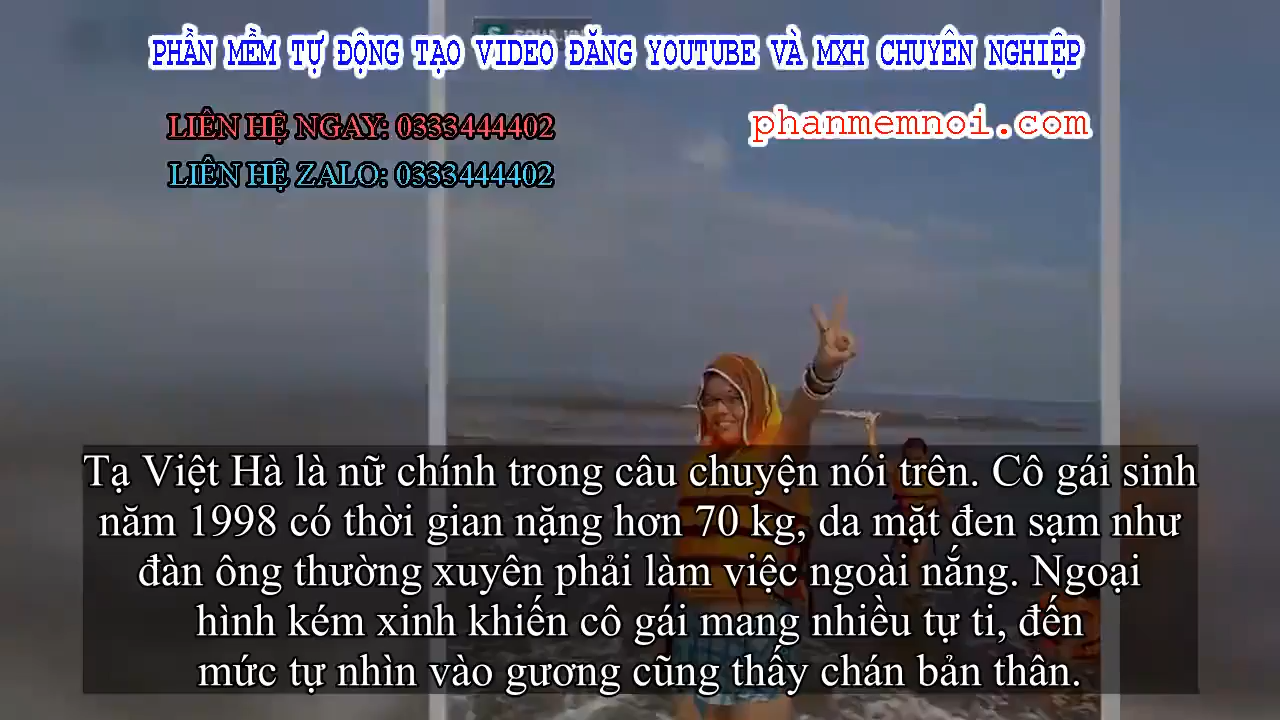 PHẦN MỀM TỰ ĐỘNG TẠO VIDEO ĐĂNG YOUTUBE VÀ MXH CHUYÊN NGHIỆP
LIÊN HỆ NGAY: 0333444402
phanmemnoi.com
LIÊN HỆ ZALO: 0333444402
Tạ Việt Hà là nữ chính trong câu chuyện nói trên. Cô gái sinh
năm 1998 có thời gian nặng hơn 70 kg, da mặt đen sạm như
đàn ông thường xuyên phải làm việc ngoài nắng. Ngoại
hình kém xinh khiến cô gái mang nhiều tự ti, đến
mức tự nhìn vào gương cũng thấy chán bản thân.